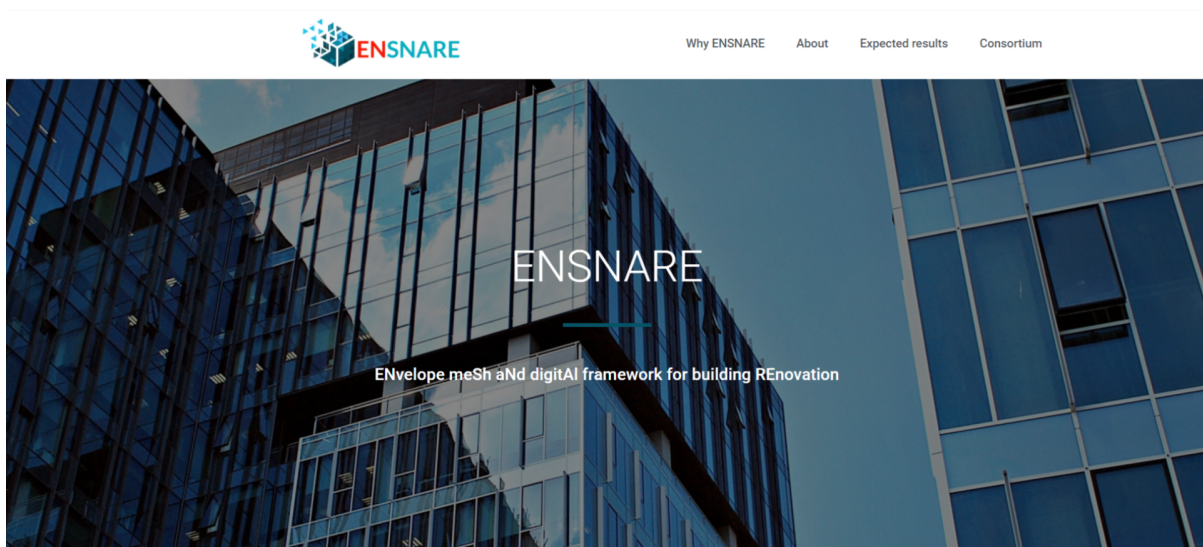 ENSNARE
Why ENSNARE About Expected results Consortium
ENSNARE
ENvelope meSh aNd digitAl framework for building REnovation